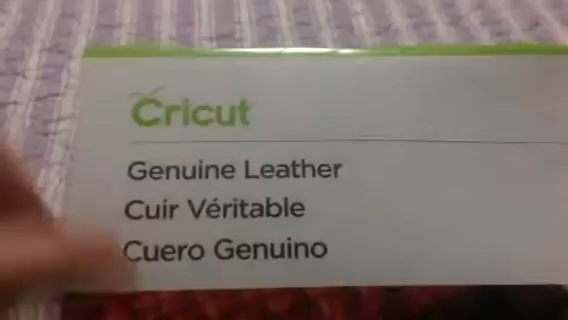 Cricut
Genuine Leather
Cuir Véritable
Cuero Genuino